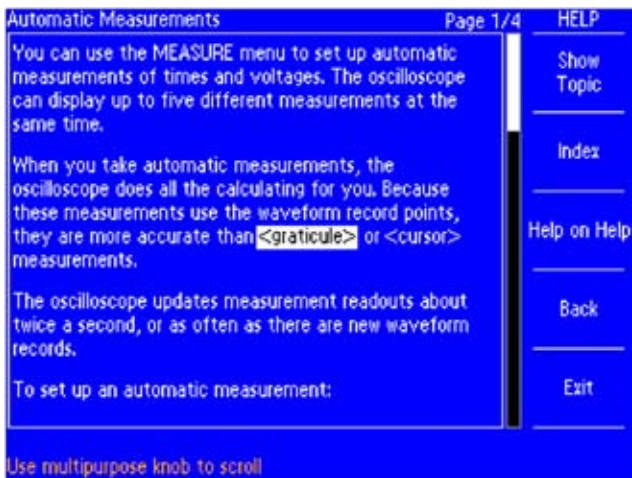 Automatic Measurements Page 1/4 HELP
You can use the MEASURE menu to set up automatic
measurements of times and voltages. The oscilloscope
can display up to five different measurements at the
same time.
When you take automatic measurements, the
oscilloscope does all the calculating for you. Because
these measurements use the waveform record points,
they are more accurate than <graticule> or <cursor>
measurements.
The oscilloscope updates measurement readouts about
twice a second, or as often as there are new waveform
records.
To set up an automatic measurement:
Show
Topic
Index
Help on Help
Back
Exit
Use multipurpose knob to scroll